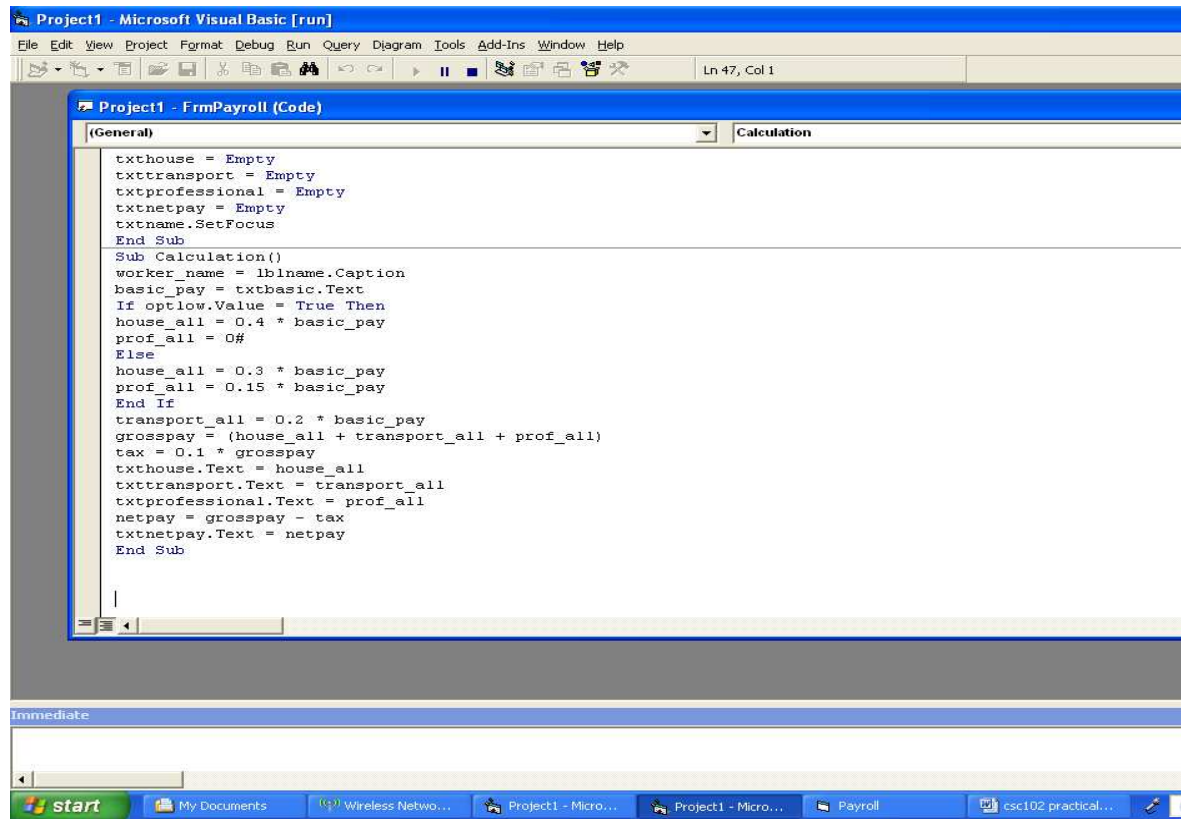 Project1 - Microsoft Visual Basic [run]
File Edit View Project Format Debug Run Query Diagram Tools Add-Ins Window Help
Ln 47, Col 1
Project1 - FrmPayroll (Code)
(General) Calculation
txthouse = Empty
txttransport = Empty
txtprofessional = Empty
txtnetpay = Empty
txtname.SetFocus
End Sub
Sub Calculation()
worker_name = lblname.Caption
basic_pay = txtbasic.Text
If optlow.Value = True Then
house_all = 0.4 * basic_pay
prof_all = 0#
Else
house_all = 0.3 * basic_pay
prof_all = 0.15 * basic_pay
End If
transport_all = 0.2 * basic_pay
grosspay = (house_all + transport_all + prof_all)
tax = 0.1 * grosspay
txthouse.Text = house_all
txttransport.Text = transport_all
txtprofessional.Text = prof_all
netpay = grosspay - tax
txtnetpay.Text = netpay
End Sub
Immediate
start My Documents Wireless Netwo... Project1 - Micro... Project1 - Micro... Payroll csc102 practical...